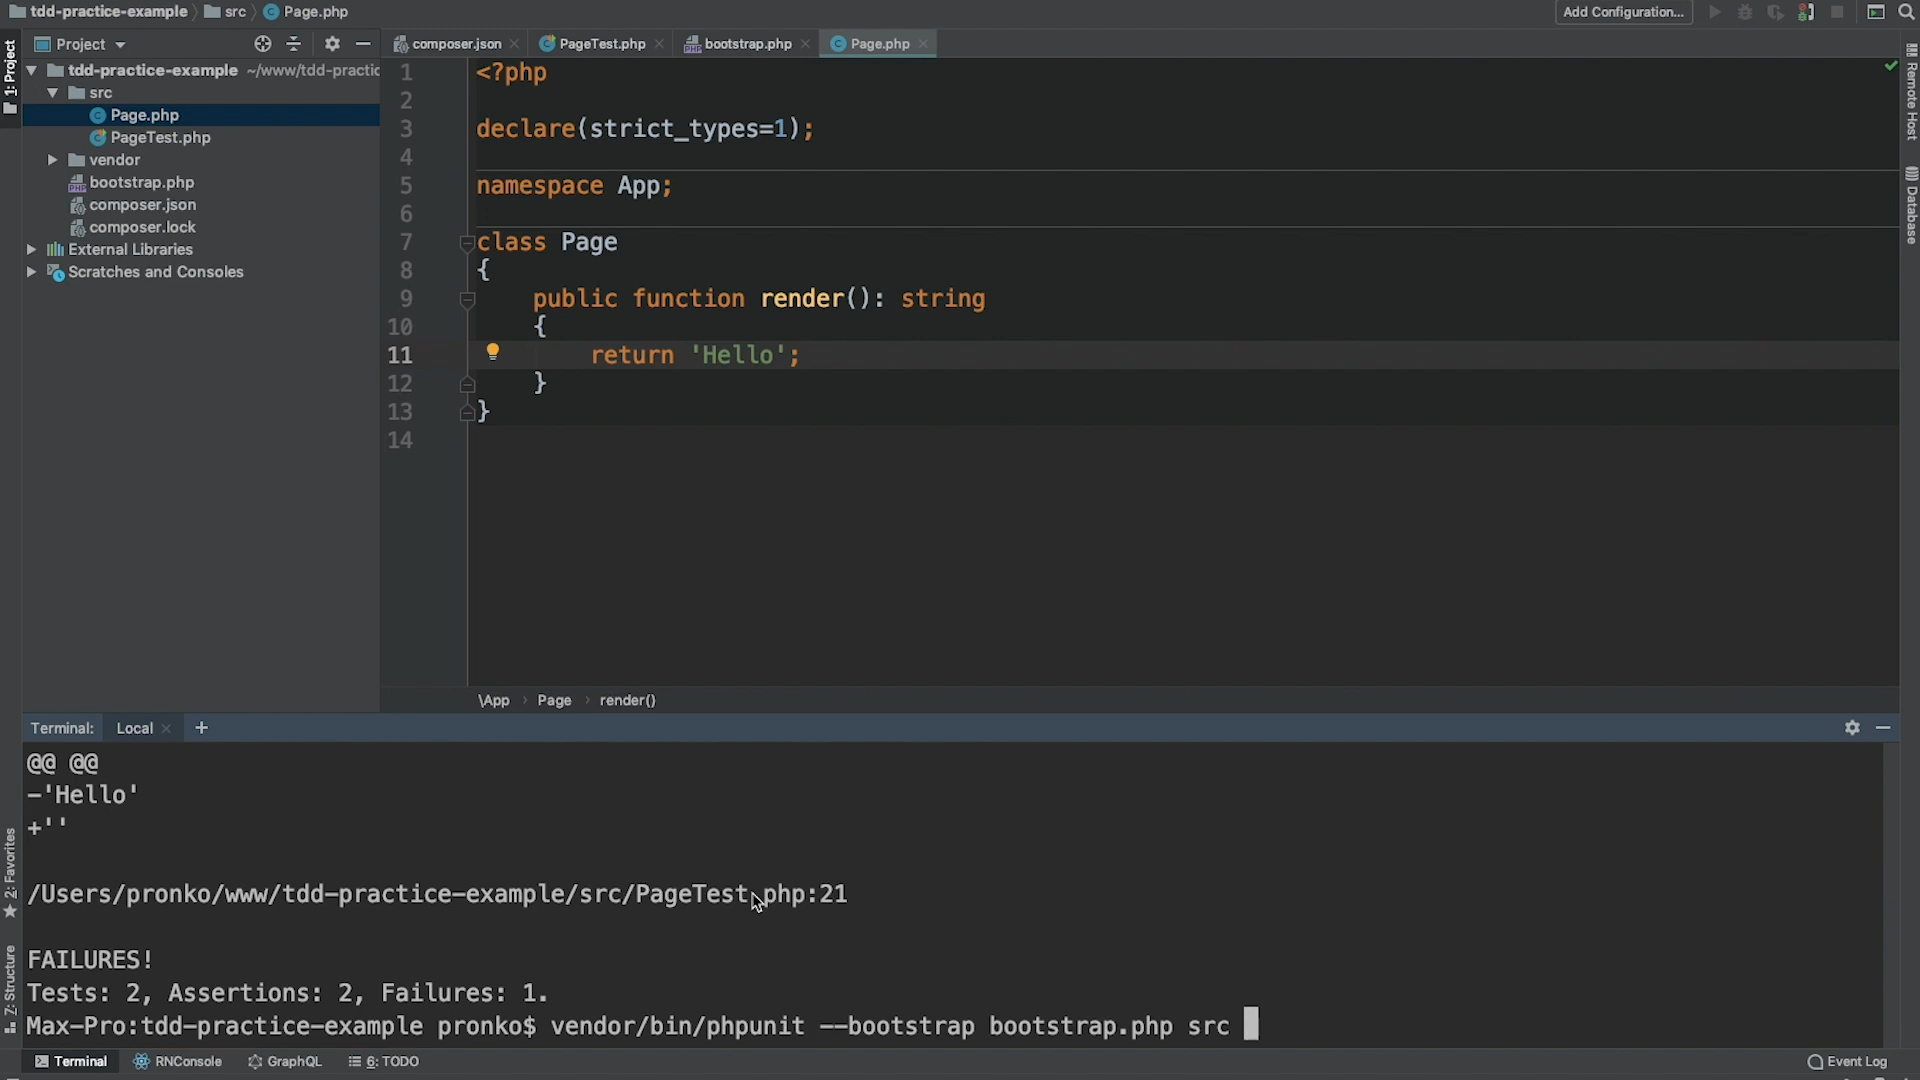 tdd-practice-example src Page.php
Add Configuration...
Project
composer.json
PageTest.php
bootstrap.php
Page.php
1: Project
tdd-practice-example ~/www/tdd-practic
src
Page.php
PageTest.php
vendor
bootstrap.php
composer.json
composer.lock
External Libraries
Scratches and Consoles
1 <?php
2
3 declare(strict_types=1);
4
5 namespace App;
6
7 class Page
8 {
9 public function render(): string
10 {
11 return 'Hello';
12 }
13 }
14
Remote Host
Database
\App Page render()
Terminal: Local +
@@ @@
-'Hello'
+''
/Users/pronko/www/tdd-practice-example/src/PageTest.php:21
FAILURES!
Tests: 2, Assertions: 2, Failures: 1.
Max-Pro:tdd-practice-example pronko$ vendor/bin/phpunit --bootstrap bootstrap.php src
2: Favorites
7: Structure
Terminal RNConsole GraphQL 6: TODO
Event Log